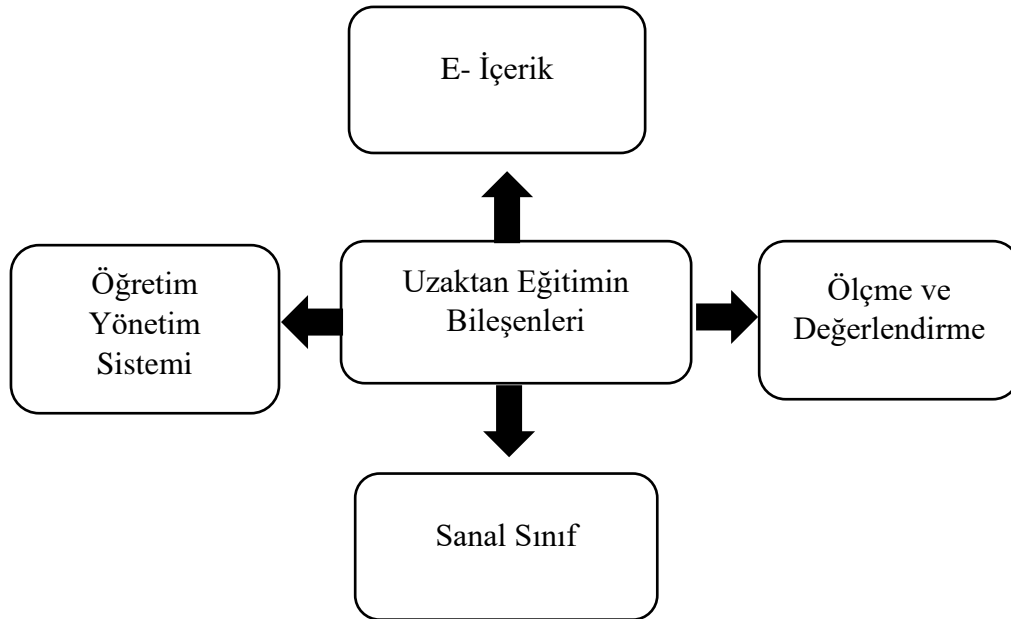 E- İçerik
Öğretim
Yönetim
Sistemi
Uzaktan Eğitimin
Bileşenleri
Ölçme ve
Değerlendirme
Sanal Sınıf